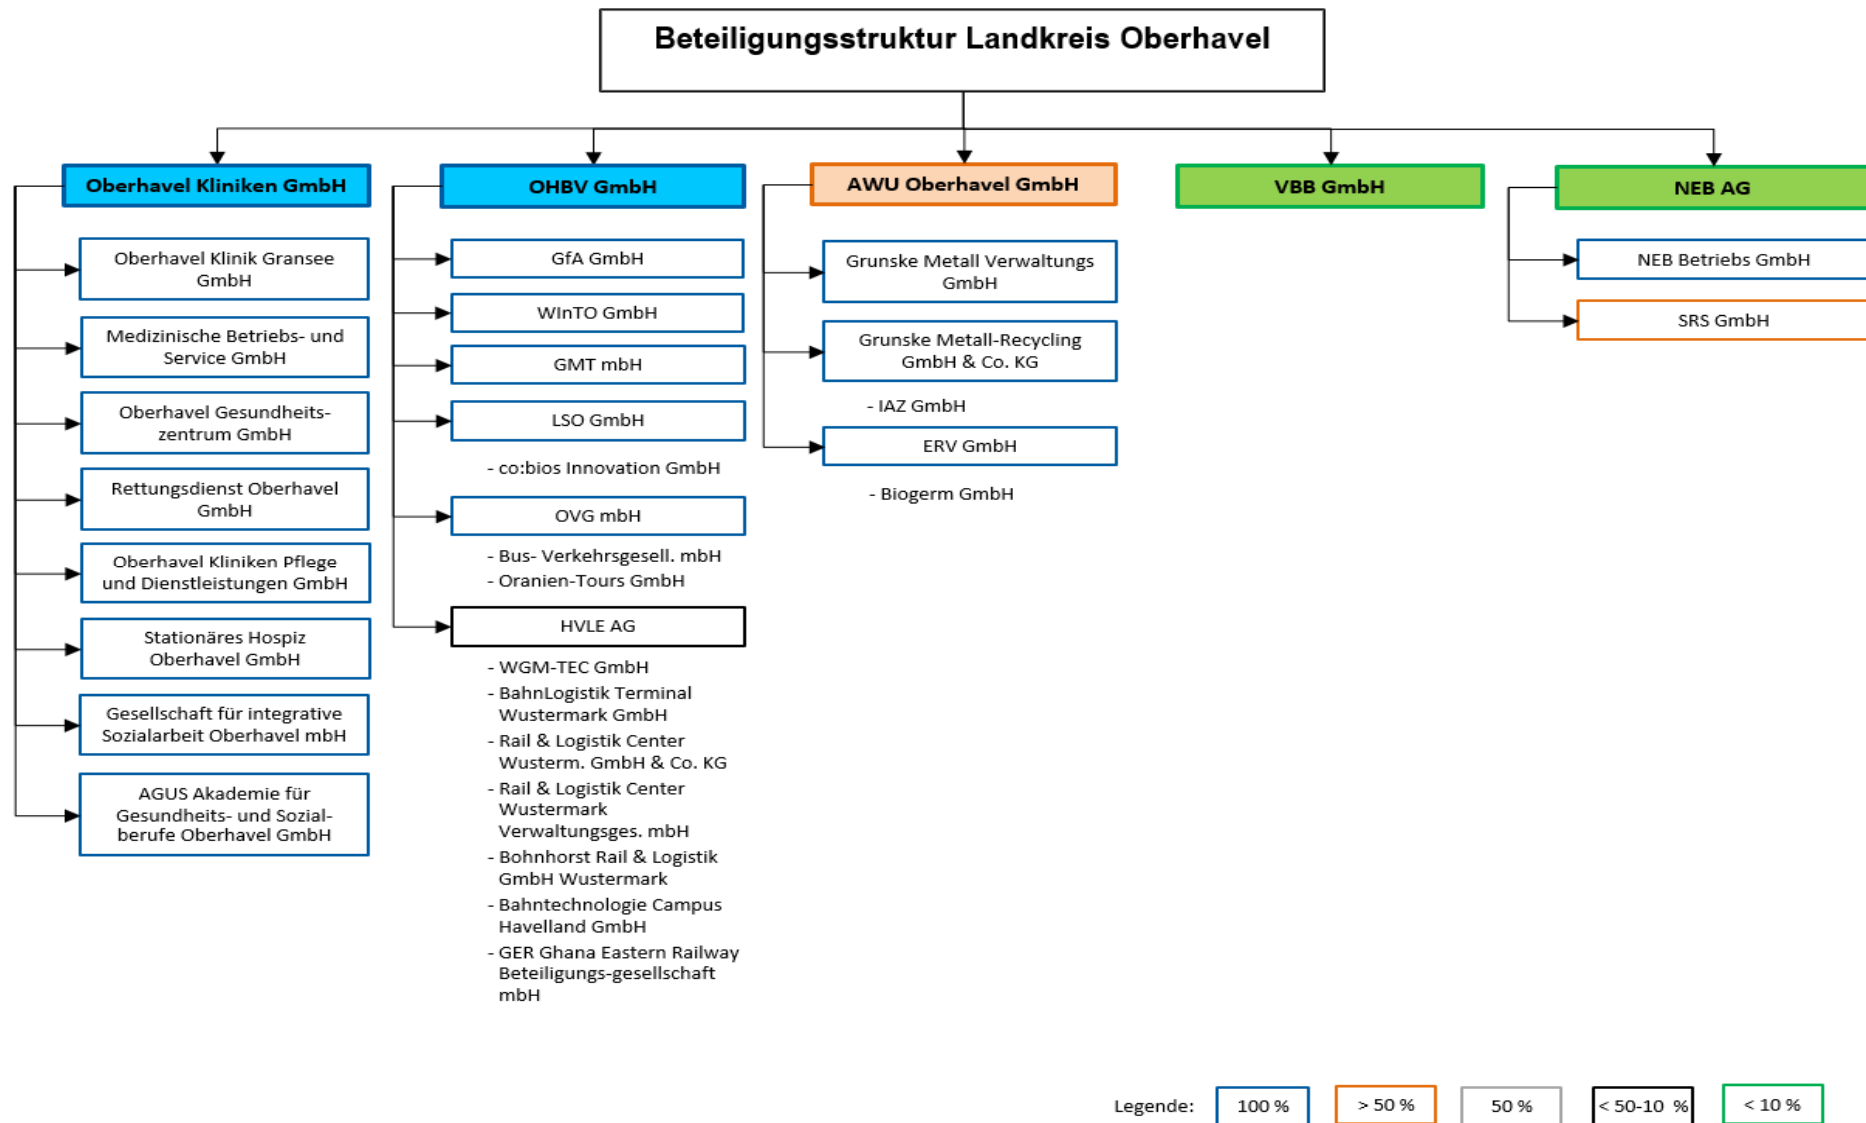 Beteiligungsstruktur Landkreis Oberhavel
Oberhavel Kliniken GmbH
Oberhavel Klinik Gransee
GmbH
Medizinische Betriebs- und
Service GmbH
Oberhavel Gesundheits-
zentrum GmbH
Rettungsdienst Oberhavel
GmbH
Oberhavel Kliniken Pflege
und Dienstleistungen GmbH
Stationäres Hospiz
Oberhavel GmbH
Gesellschaft für integrative
Sozialarbeit Oberhavel mbH
AGUS Akademie für
Gesundheits- und Sozial-
berufe Oberhavel GmbH
OHBV GmbH
GfA GmbH
WInTO GmbH
GMT mbH
LSO GmbH
- co:bios Innovation GmbH
OVG mbH
- Bus- Verkehrsgesell. mbH
- Oranien-Tours GmbH
HVLE AG
- WGM-TEC GmbH
- BahnLogistik Terminal
Wustermark GmbH
- Rail & Logistik Center
Wusterm. GmbH & Co. KG
- Rail & Logistik Center
Wustermark
Verwaltungsges. mbH
- Bohnhorst Rail & Logistik
GmbH Wustermark
- Bahntechnologie Campus
Havelland GmbH
- GER Ghana Eastern Railway
Beteiligungs-gesellschaft
mbH
AWU Oberhavel GmbH
Grunske Metall Verwaltungs
GmbH
Grunske Metall-Recycling
GmbH & Co. KG
- IAZ GmbH
ERV GmbH
- Biogerm GmbH
VBB GmbH
NEB AG
NEB Betriebs GmbH
SRS GmbH
Legende: 100 % > 50 % 50 % < 50-10 % < 10 %